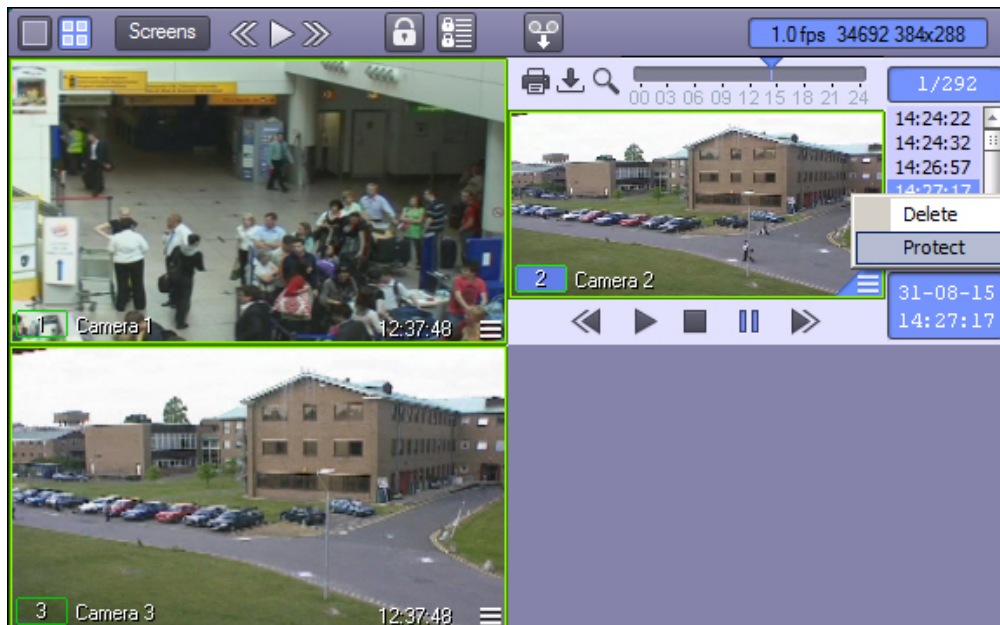 Screens
1.0 fps 34692 384x288
00 03 06 09 12 15 18 21 24
1/292
14:24:22
14:24:32
14:26:57
14:27:17
Delete
Protect
2 Camera 2
31-08-15
14:27:17
1 Camera 1 12:37:48
3 Camera 3 12:37:48